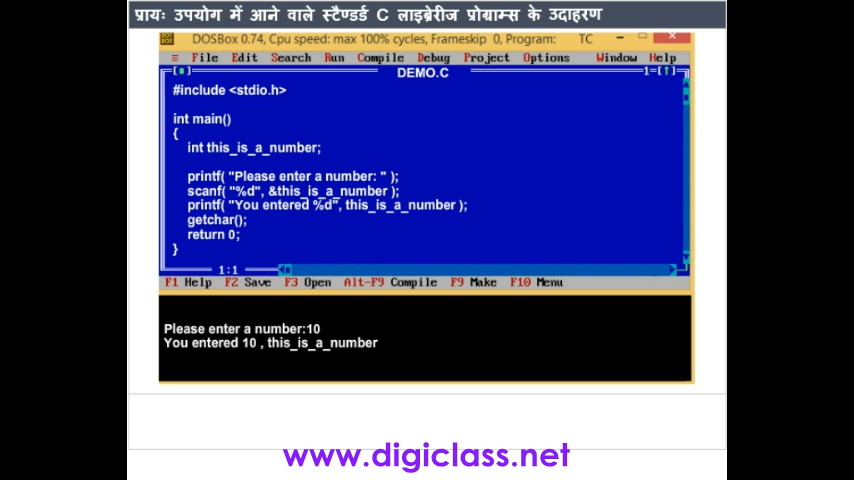 प्रायः उपयोग में आने वाले स्टैण्डर्ड C लाइब्रेरीज प्रोग्राम्स के उदाहरण
DOSBox 0.74, Cpu speed: max 100% cycles, Frameskip 0, Program: TC
≡ File Edit Search Run Compile Debug Project Options Window Help
DEMO.C 1=[↑]
#include <stdio.h>
int main()
{
int this_is_a_number;
printf( "Please enter a number: " );
scanf( "%d", &this_is_a_number );
printf( "You entered %d", this_is_a_number );
getchar();
return 0;
}
1:1
F1 Help F2 Save F3 Open Alt-F9 Compile F9 Make F10 Menu
Please enter a number:10
You entered 10 , this_is_a_number
www.digiclass.net